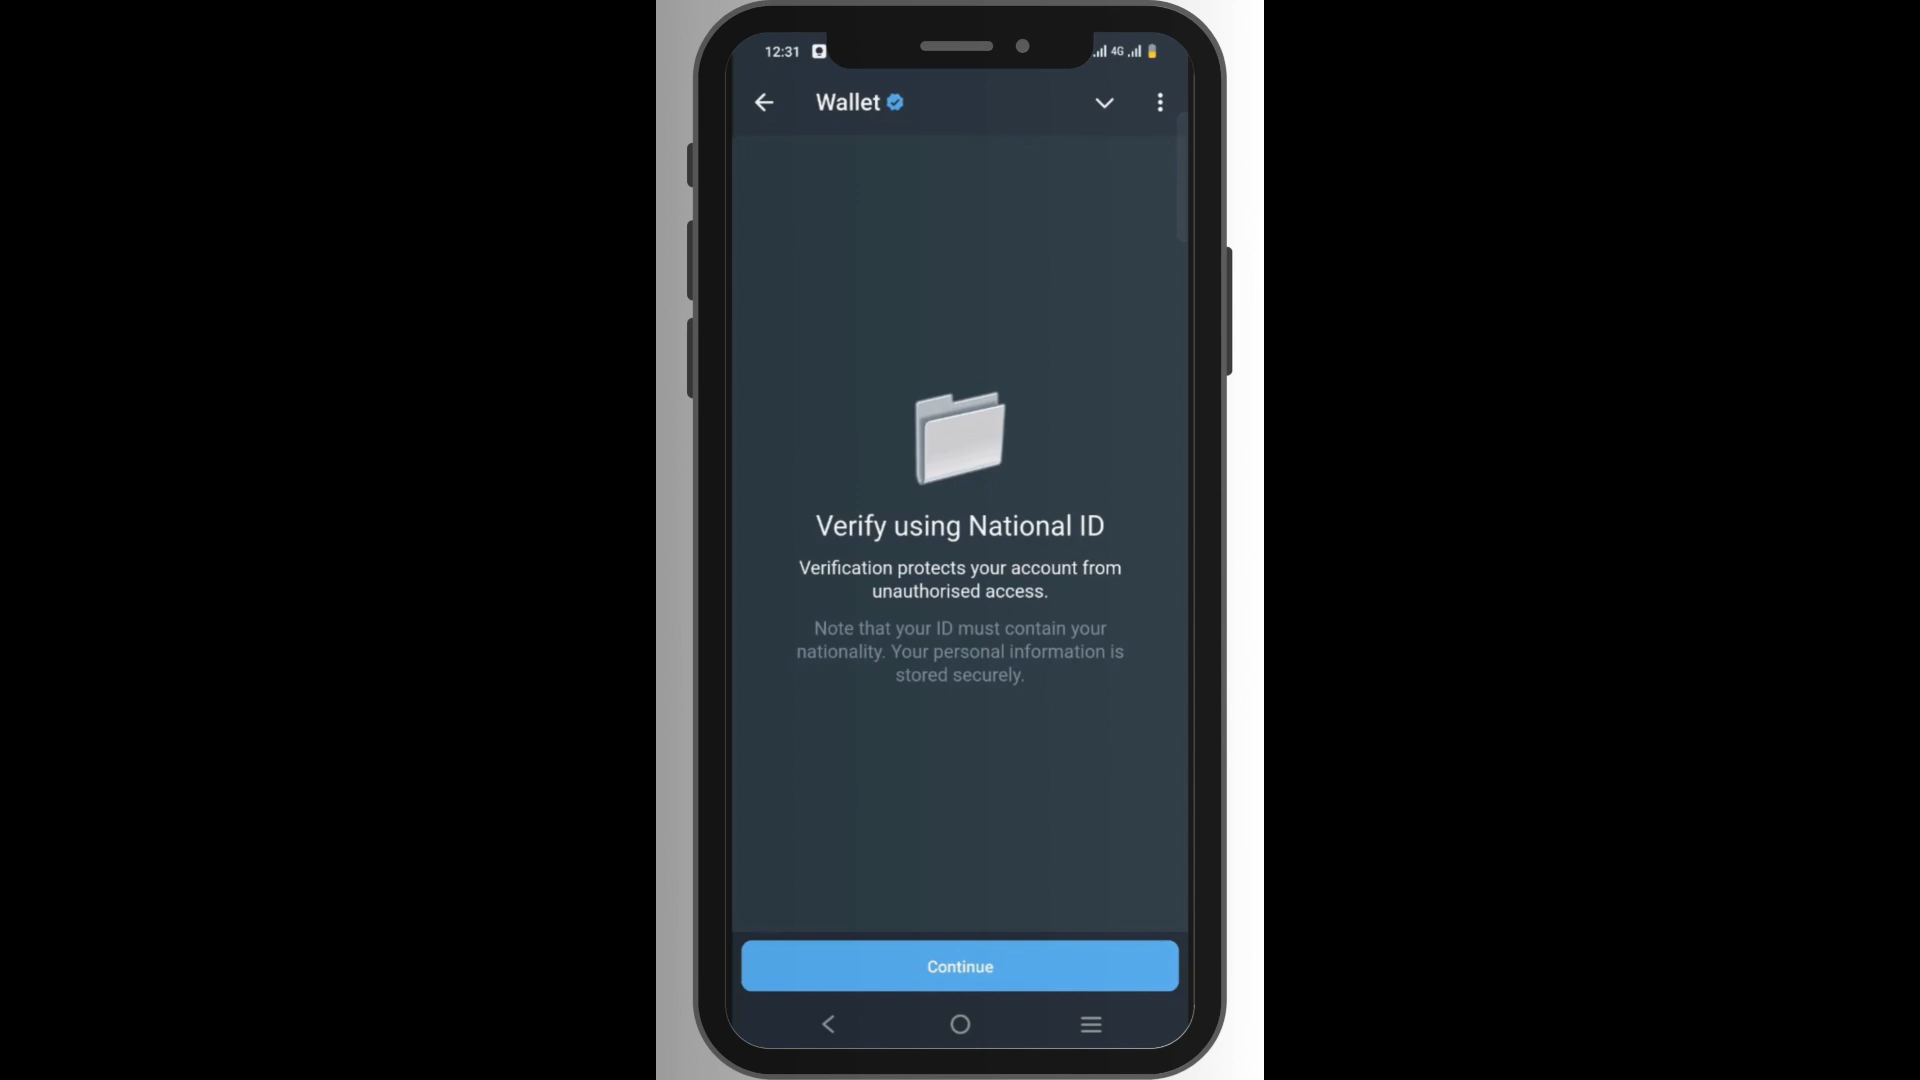 12:31
4G
Wallet
Verify using National ID
Verification protects your account from
unauthorised access.
Note that your ID must contain your
nationality. Your personal information is
stored securely.
Continue